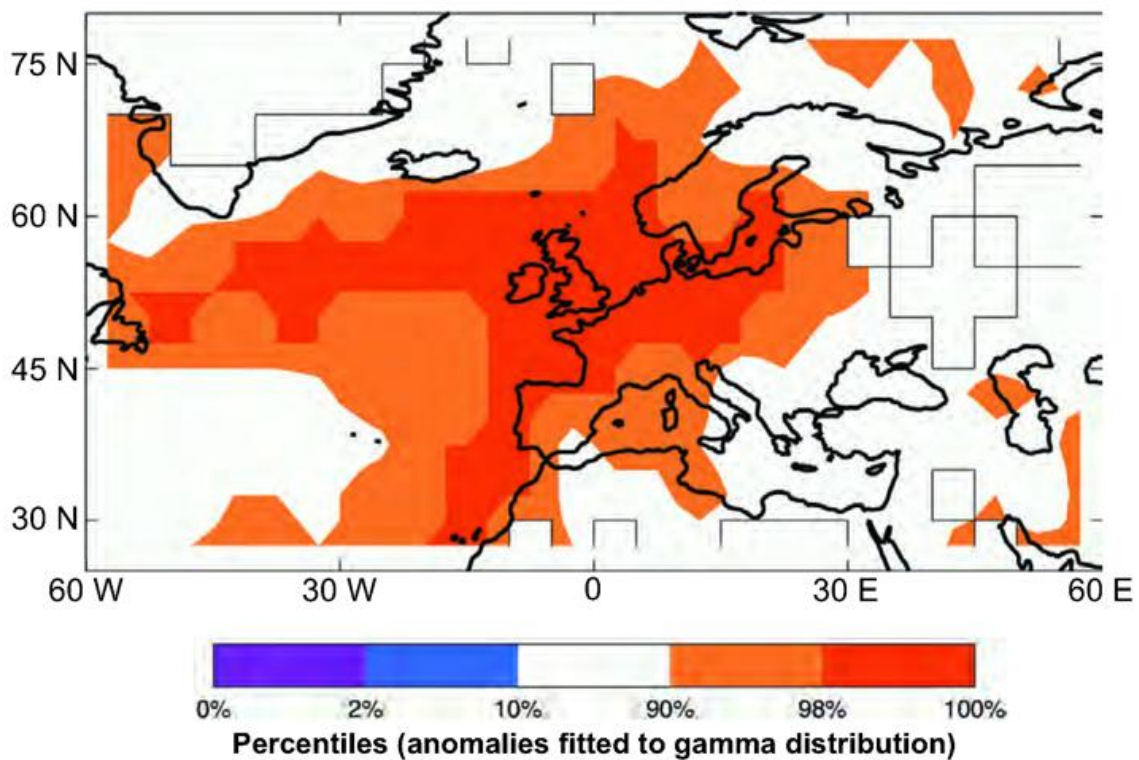 75 N
60 N
45 N
30 N
60 W 30 W 0 30 E 60 E
0% 2% 10% 90% 98% 100%
Percentiles (anomalies fitted to gamma distribution)